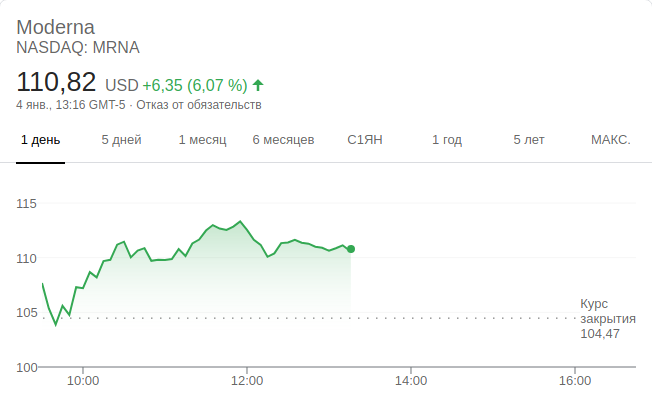 Moderna
NASDAQ: MRNA
110,82 USD +6,35 (6,07 %)
4 янв., 13:16 GMT-5 · Отказ от обязательств
1 день 5 дней 1 месяц 6 месяцев С1ЯН 1 год 5 лет МАКС.
115
110
105
100
Курс
закрытия
104,47
10:00 12:00 14:00 16:00